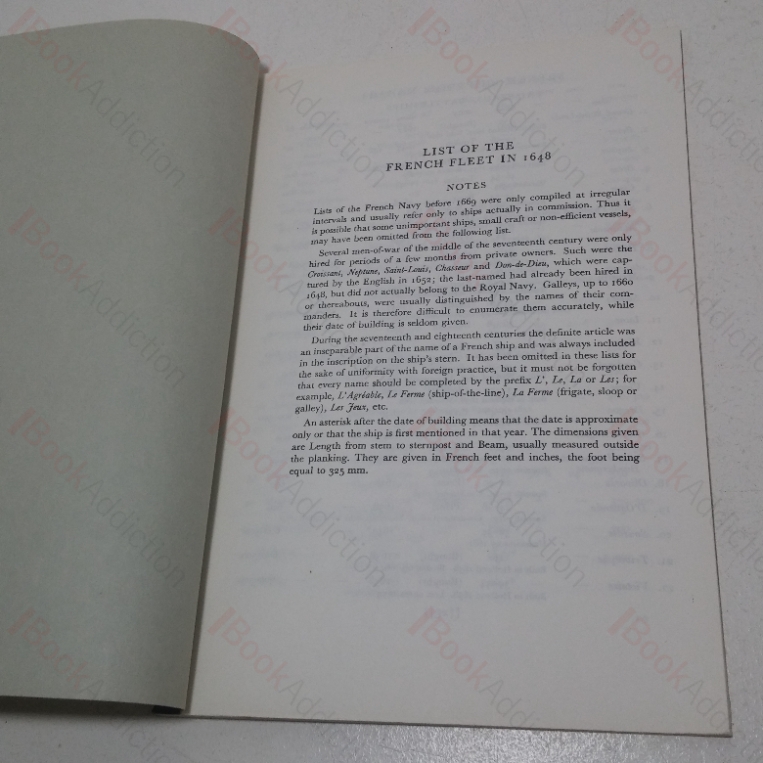 LIST OF THE
FRENCH FLEET IN 1648
NOTES
Lists of the French Navy before 1669 were only compiled at irregular
intervals and usually refer only to ships actually in commission. Thus it
is possible that some unimportant ships, small craft or non-efficient vessels,
may have been omitted from the following list.
Several men-of-war of the middle of the seventeenth century were only
hired for periods of a few months from private owners. Such were the
Croissant, Neptune, Saint-Louis, Chasseur and Don-de-Dieu, which were cap-
tured by the English in 1652; the last-named had already been hired in
1648, but did not actually belong to the Royal Navy. Galleys, up to 1660
or thereabouts, were usually distinguished by the names of their com-
manders. It is therefore difficult to enumerate them accurately, while
their date of building is seldom given.
During the seventeenth and eighteenth centuries the definite article was
an inseparable part of the name of a French ship and was always included
in the inscription on the ship's stern. It has been omitted in these lists for
the sake of uniformity with foreign practice, but it must not be forgotten
that every name should be completed by the prefix L', Le, La or Les; for
example, L'Agréable, Le Ferme (ship-of-the-line), La Ferme (frigate, sloop or
galley), Les Jeux, etc.
An asterisk after the date of building means that the date is approximate
only or that the ship is first mentioned in that year. The dimensions given
are Length from stem to sternpost and Beam, usually measured outside
the planking. They are given in French feet and inches, the foot being
equal to 325 mm.
BookAddiction